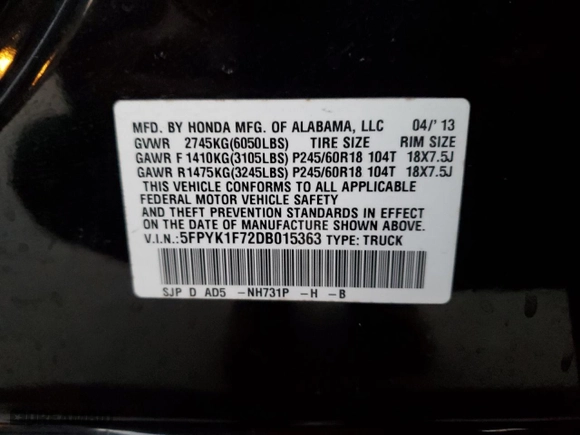 MFD. BY HONDA MFG. OF ALABAMA, LLC 04/'13
GVWR 2745KG(6050LBS) TIRE SIZE RIM SIZE
GAWR F 1410KG(3105LBS) P245/60R18 104T 18X7.5J
GAWR R1475KG(3245LBS) P245/60R18 104T 18X7.5J
THIS VEHICLE CONFORMS TO ALL APPLICABLE
FEDERAL MOTOR VEHICLE SAFETY
AND THEFT PREVENTION STANDARDS IN EFFECT
ON THE DATE OF MANUFACTURE SHOWN ABOVE.
V.I.N.:5FPYK1F72DB015363 TYPE: TRUCK
SJP D AD5 -NH731P -H -B